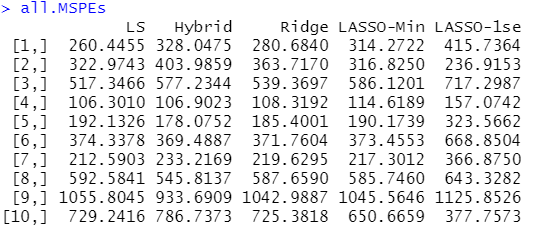 > all.MSPEs
LS Hybrid Ridge LASSO-Min LASSO-1se
[1,] 260.4455 328.0475 280.6840 314.2722 415.7364
[2,] 322.9743 403.9859 363.7170 316.8250 236.9153
[3,] 517.3466 577.2344 539.3697 586.1201 717.2987
[4,] 106.3010 106.9023 108.3192 114.6189 157.0742
[5,] 192.1326 178.0752 185.4001 190.1739 323.5662
[6,] 374.3378 369.4887 371.7604 373.4553 668.8504
[7,] 212.5903 233.2169 219.6295 217.3012 366.8750
[8,] 592.5841 545.8137 587.6590 585.7460 643.3282
[9,] 1055.8045 933.6909 1042.9887 1045.5646 1125.8526
[10,] 729.2416 786.7373 725.3818 650.6659 377.7573